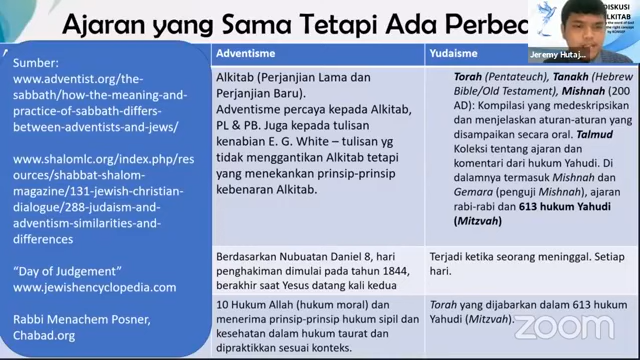 Ajaran yang Sama Tetapi Ada
DISKUSI
ALKITAB
Jeremy Hutaj...
Sumber:
www.adventist.org/the-
sabbath/how-the-meaning-and-
practice-of-sabbath-differs-
between-adventists-and-jews/
www.shalomlc.org/index.php/res
ources/shabbat-shalom-
magazine/131-jewish-christian-
dialogue/288-judaism-and-
adventism-similarities-and-
differences
"Day of Judgement"
www.jewishencyclopedia.com
Rabbi Menachem Posner,
Chabad.org
Adventisme
Alkitab (Perjanjian Lama dan
Perjanjian Baru).
Adventisme percaya kepada Alkitab,
PL & PB. Juga kepada tulisan
kenabian E. G. White – tulisan yg
tidak menggantikan Alkitab tetapi
yang menekankan prinsip-prinsip
kebenaran Alkitab.
Berdasarkan Nubuatan Daniel 8, hari
penghakiman dimulai pada tahun 1844,
berakhir saat Yesus datang kali kedua
10 Hukum Allah (hukum moral) dan
menerima prinsip-prinsip hukum sipil dan
kesehatan dalam hukum taurat dan
dipraktikkan sesuai konteks.
Yudaisme
Torah (Pentateuch), Tanakh (Hebrew
Bible/Old Testament), Mishnah (200
AD): Kompilasi yang medeskripsikan
dan menjelaskan aturan-aturan yang
disampaikan secara oral. Talmud
Koleksi tentang ajaran dan
komentari dari hukum Yahudi. Di
dalamnya termasuk Mishnah dan
Gemara (penguji Mishnah), ajaran
rabi-rabi dan 613 hukum Yahudi
(Mitzvah)
Terjadi ketika seorang meninggal. Setiap
hari.
Torah yang dijabarkan dalam 613 hukum
Yahudi (Mitzvah).
zoom